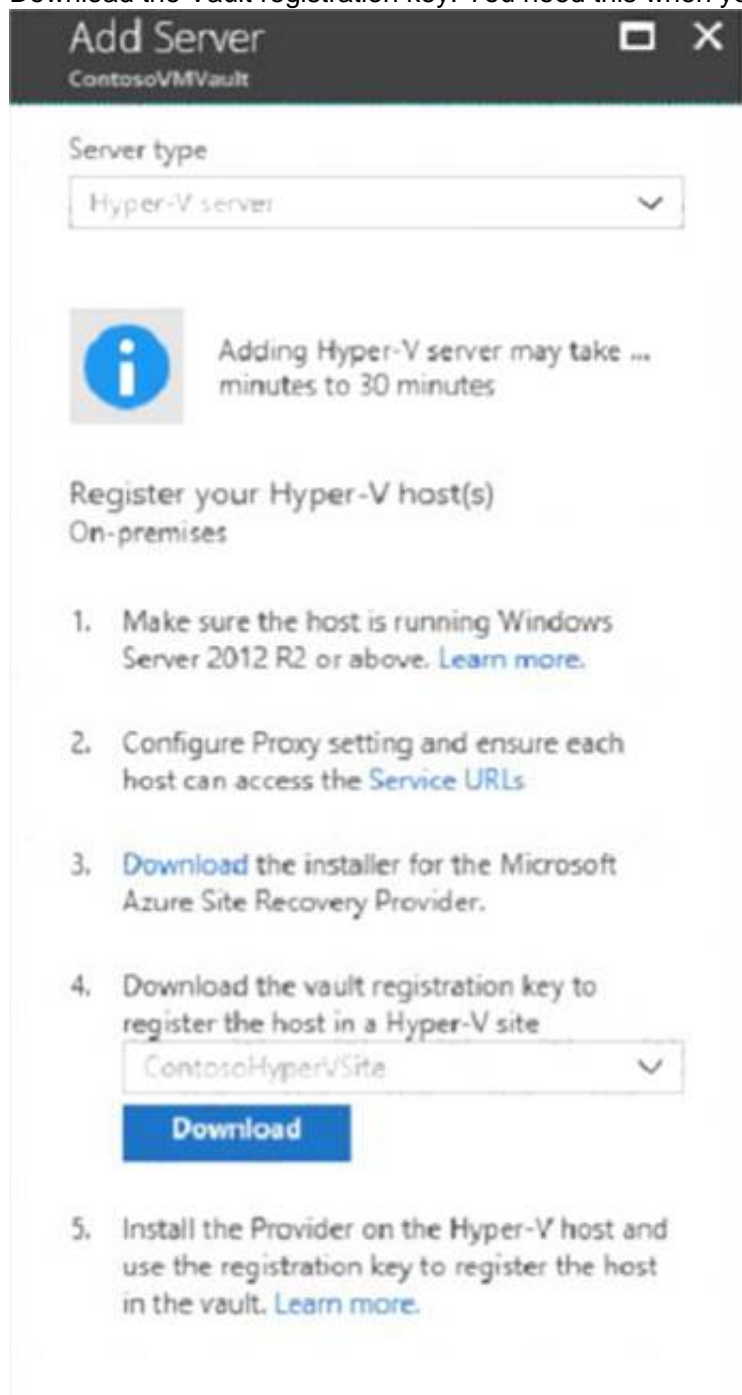 Download the Vault registration key. You need this when yo
Add Server
ContosoVMVault
Server type
Hyper-V server
Adding Hyper-V server may take ...
minutes to 30 minutes
Register your Hyper-V host(s)
On-premises
1. Make sure the host is running Windows
Server 2012 R2 or above. Learn more.
2. Configure Proxy setting and ensure each
host can access the Service URLs
3. Download the installer for the Microsoft
Azure Site Recovery Provider.
4. Download the vault registration key to
register the host in a Hyper-V site
ContosoHyperVSite
Download
5. Install the Provider on the Hyper-V host and
use the registration key to register the host
in the vault. Learn more.